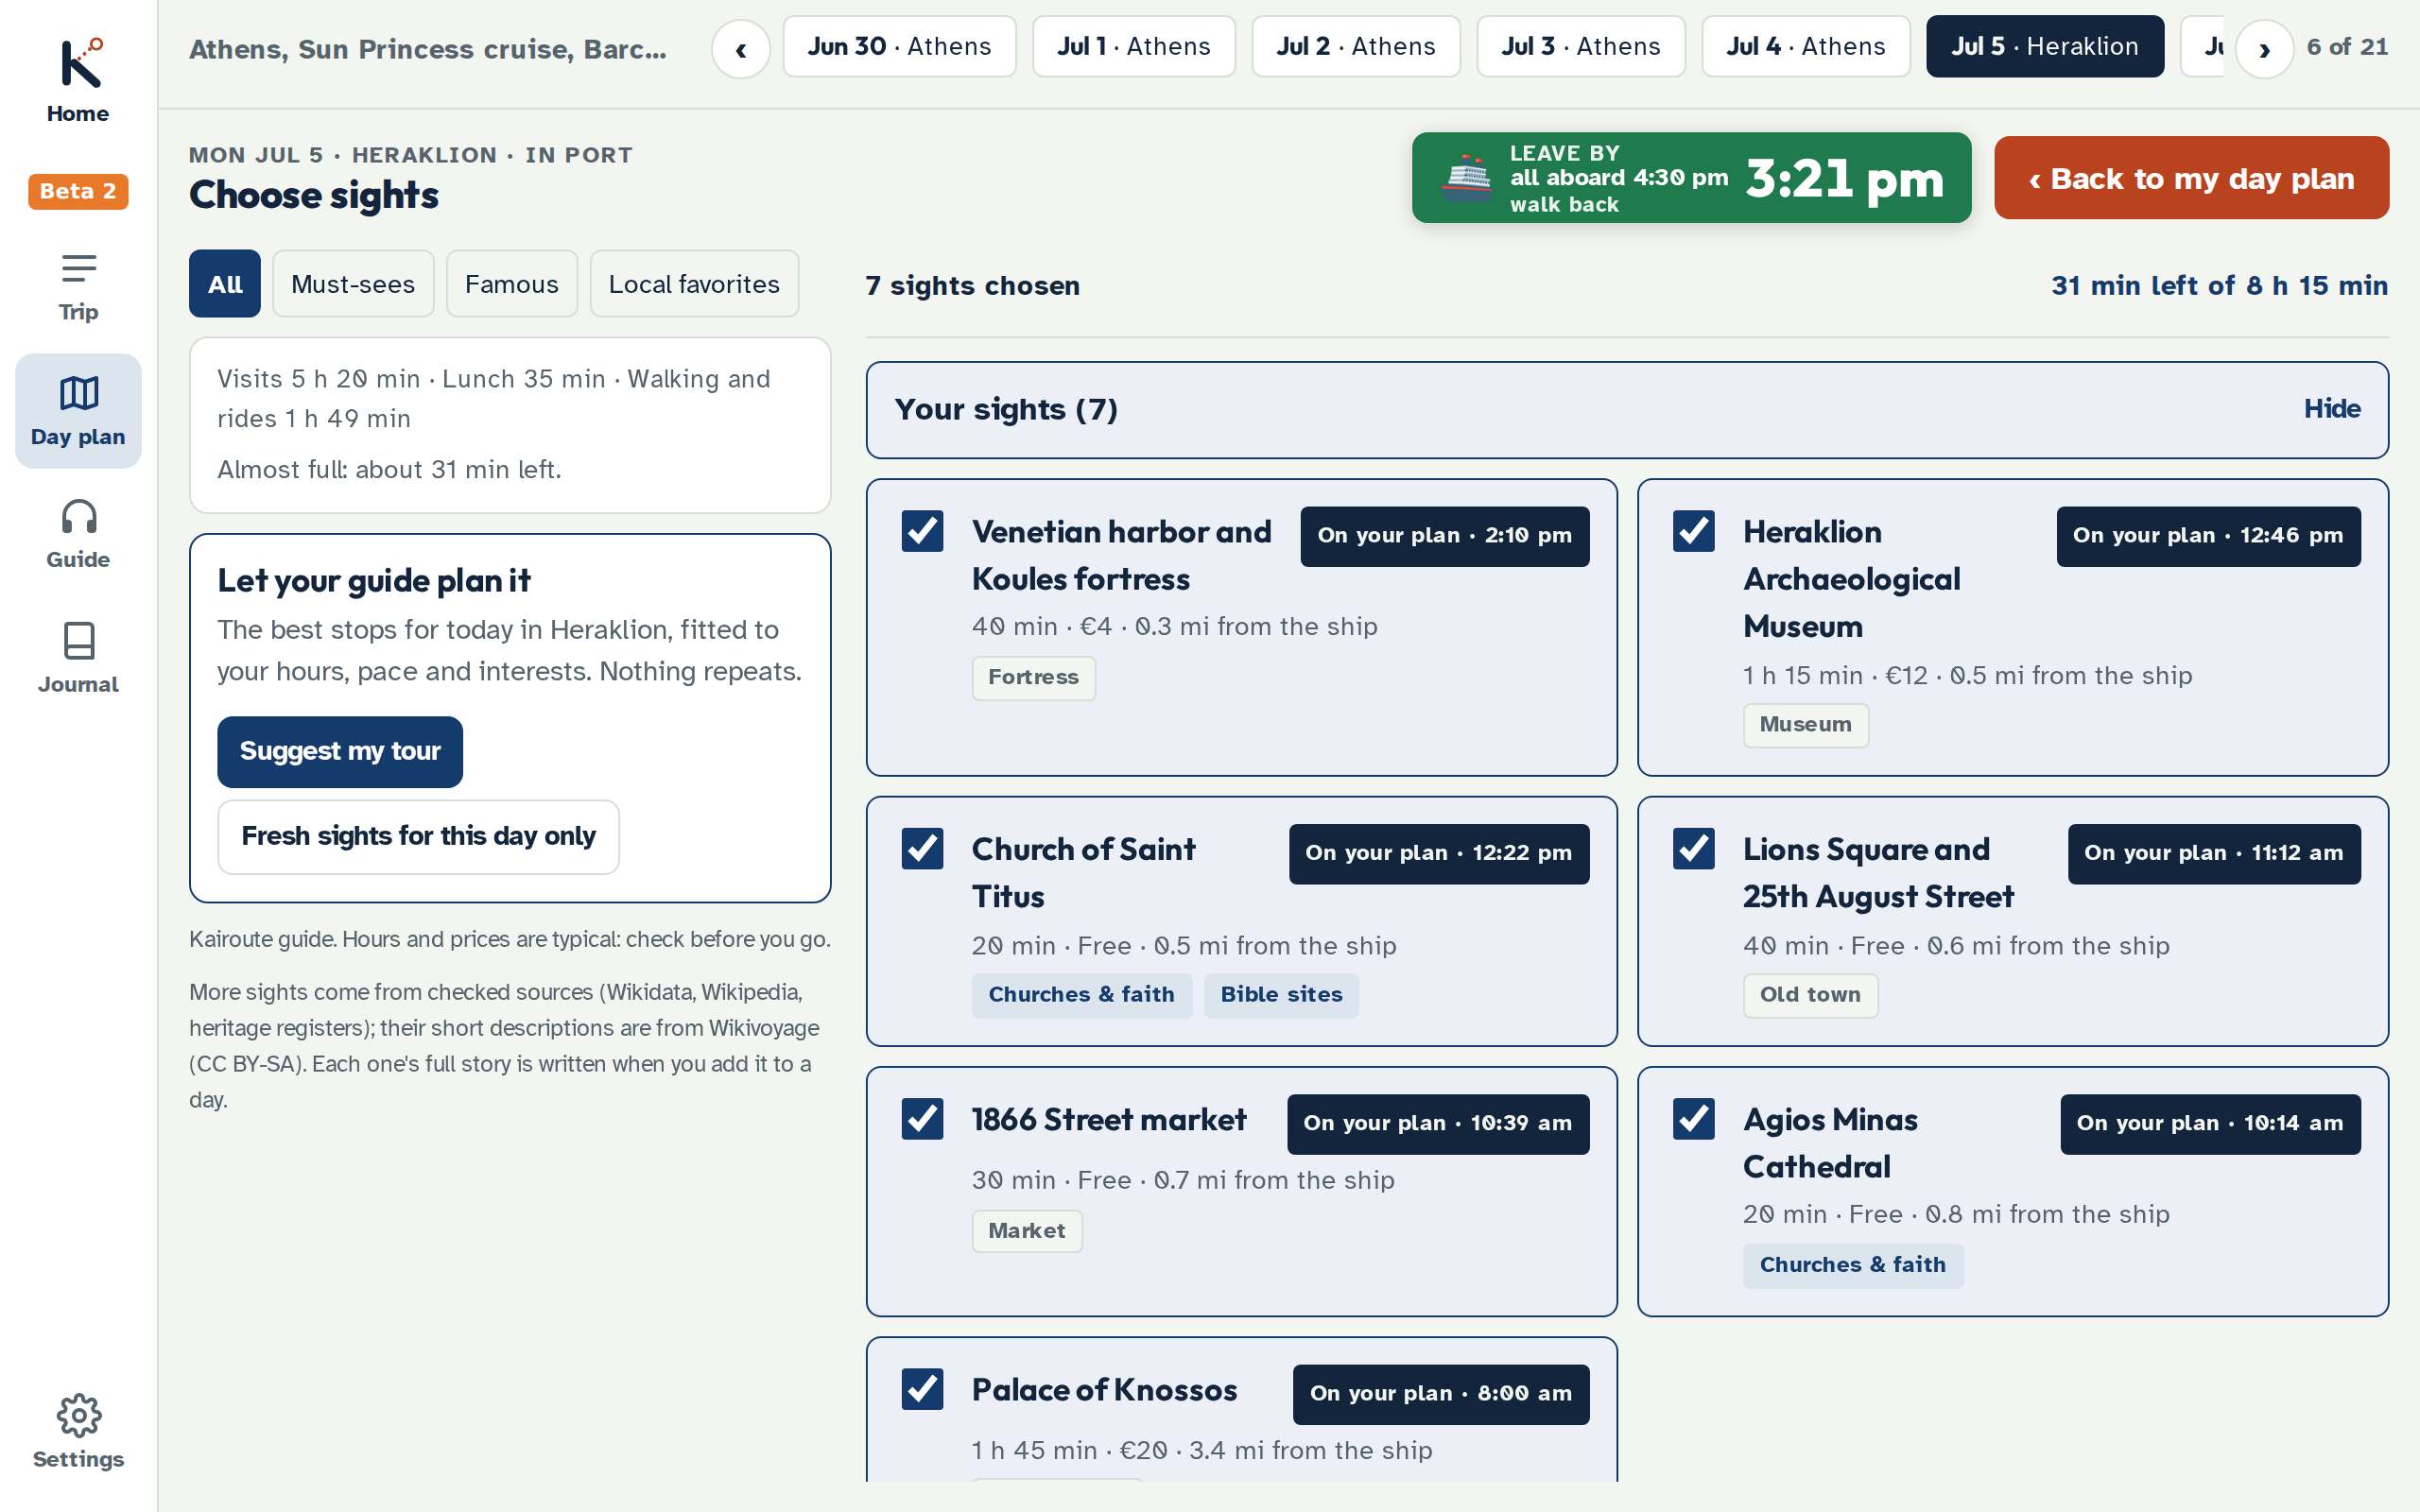 Home
Beta 2
Trip
Day plan
Guide
Journal
Settings
Athens, Sun Princess cruise, Barc...
‹
Jun 30 · Athens
Jul 1 · Athens
Jul 2 · Athens
Jul 3 · Athens
Jul 4 · Athens
Jul 5 · Heraklion
›
6 of 21
MON JUL 5 · HERAKLION · IN PORT
Choose sights
LEAVE BY
all aboard 4:30 pm
walk back
3:21 pm
‹ Back to my day plan
All
Must-sees
Famous
Local favorites
Visits 5 h 20 min · Lunch 35 min · Walking and
rides 1 h 49 min
Almost full: about 31 min left.
Let your guide plan it
The best stops for today in Heraklion, fitted to
your hours, pace and interests. Nothing repeats.
Suggest my tour
Fresh sights for this day only
Kairoute guide. Hours and prices are typical: check before you go.
More sights come from checked sources (Wikidata, Wikipedia,
heritage registers); their short descriptions are from Wikivoyage
(CC BY-SA). Each one's full story is written when you add it to a
day.
7 sights chosen
31 min left of 8 h 15 min
Your sights (7)
Hide
Venetian harbor and
Koules fortress
On your plan · 2:10 pm
40 min · €4 · 0.3 mi from the ship
Fortress
Heraklion
Archaeological
Museum
On your plan · 12:46 pm
1 h 15 min · €12 · 0.5 mi from the ship
Museum
Church of Saint
Titus
On your plan · 12:22 pm
20 min · Free · 0.5 mi from the ship
Churches & faith
Bible sites
Lions Square and
25th August Street
On your plan · 11:12 am
40 min · Free · 0.6 mi from the ship
Old town
1866 Street market
On your plan · 10:39 am
30 min · Free · 0.7 mi from the ship
Market
Agios Minas
Cathedral
On your plan · 10:14 am
20 min · Free · 0.8 mi from the ship
Churches & faith
Palace of Knossos
On your plan · 8:00 am
1 h 45 min · €20 · 3.4 mi from the ship